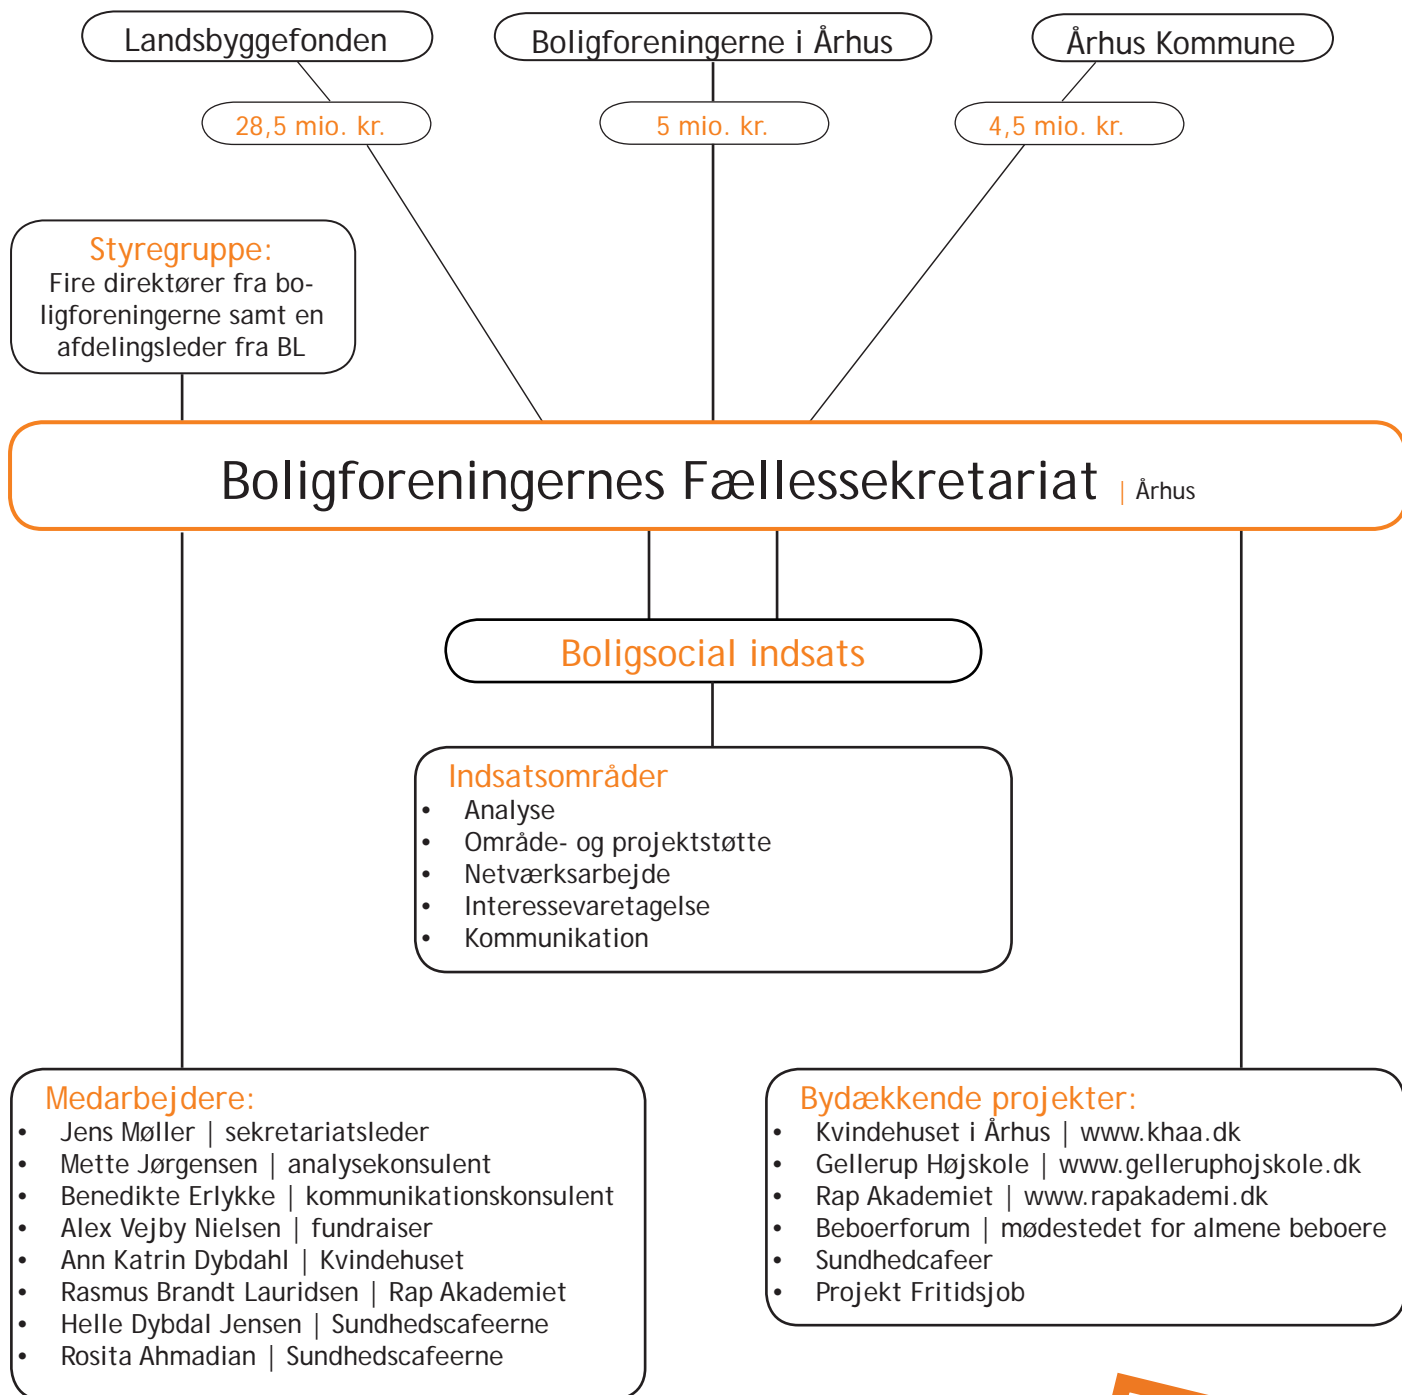 Landsbyggefonden
Boligforeningerne i Århus
Århus Kommune
28,5 mio. kr.
5 mio. kr.
4,5 mio. kr.
Styregruppe:
Fire direktører fra bo-
ligforeningerne samt en
afdelingsleder fra BL
Boligforeningernes Fællessekretariat | Århus
Boligsocial indsats
Indsatsområder
• Analyse
• Område- og projektstøtte
• Netværksarbejde
• Interessevaretagelse
• Kommunikation
Medarbejdere:
• Jens Møller | sekretariatsleder
• Mette Jørgensen | analysekonsulent
• Benedikte Erlykke | kommunikationskonsulent
• Alex Vejby Nielsen | fundraiser
• Ann Katrin Dybdahl | Kvindehuset
• Rasmus Brandt Lauridsen | Rap Akademiet
• Helle Dybdal Jensen | Sundhedscafeerne
• Rosita Ahmadian | Sundhedscafeerne
Bydækkende projekter:
• Kvindehuset i Århus | www.khaa.dk
• Gellerup Højskole | www.gelleruphojskole.dk
• Rap Akademiet | www.rapakademi.dk
• Beboerforum | mødestedet for almene beboere
• Sundhedcafeer
• Projekt Fritidsjob